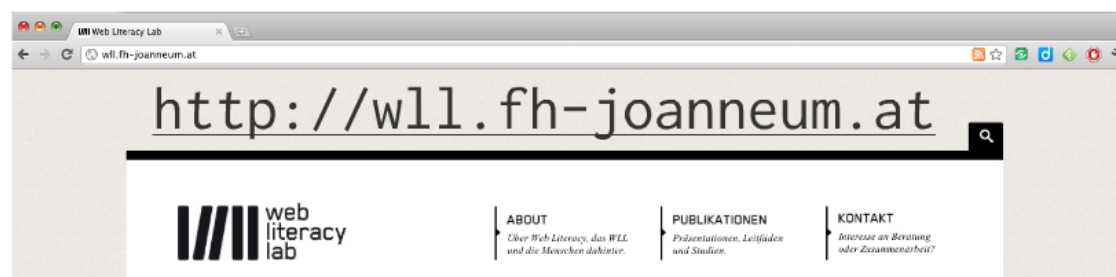 Web Literacy Lab
wll.fh-joanneum.at
http://wll.fh-joanneum.at
web
literacy
lab
ABOUT
Über Web Literacy, das WLL
und die Menschen dahinter.
PUBLIKATIONEN
Präsentationen, Leitfäden
und Studien.
KONTAKT
Interesse an Beratung
oder Zusammenarbeit?